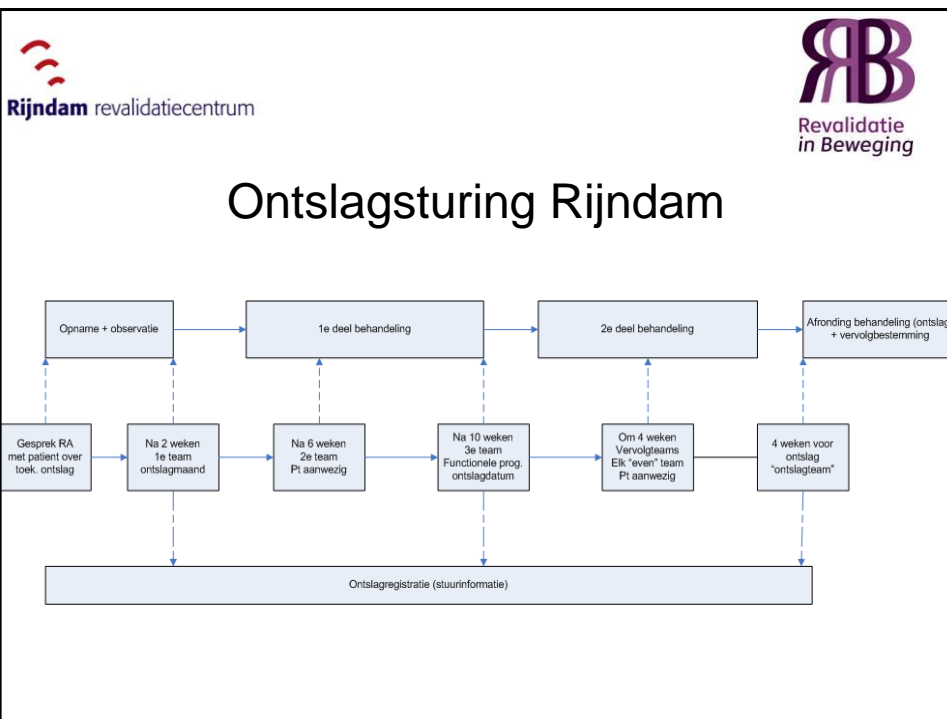 Rijndam revalidatiecentrum
RRB
Revalidatie
in Beweging
Ontslagsturing Rijndam
Opname + observatie
1e deel behandeling
2e deel behandeling
Afronding behandeling (ontslag
+ vervolgbestemming
Gesprek RA
met patient over
toek. ontslag
Na 2 weken
1e team
ontslagmaand
Na 6 weken
2e team
Pt aanwezig
Na 10 weken
3e team
Functionele prog.
ontslagdatum
Om 4 weken
Vervolgteams
Elk “even” team
Pt aanwezig
4 weken voor
ontslag
“ontslagteam”
Ontslagregistratie (stuurinformatie)